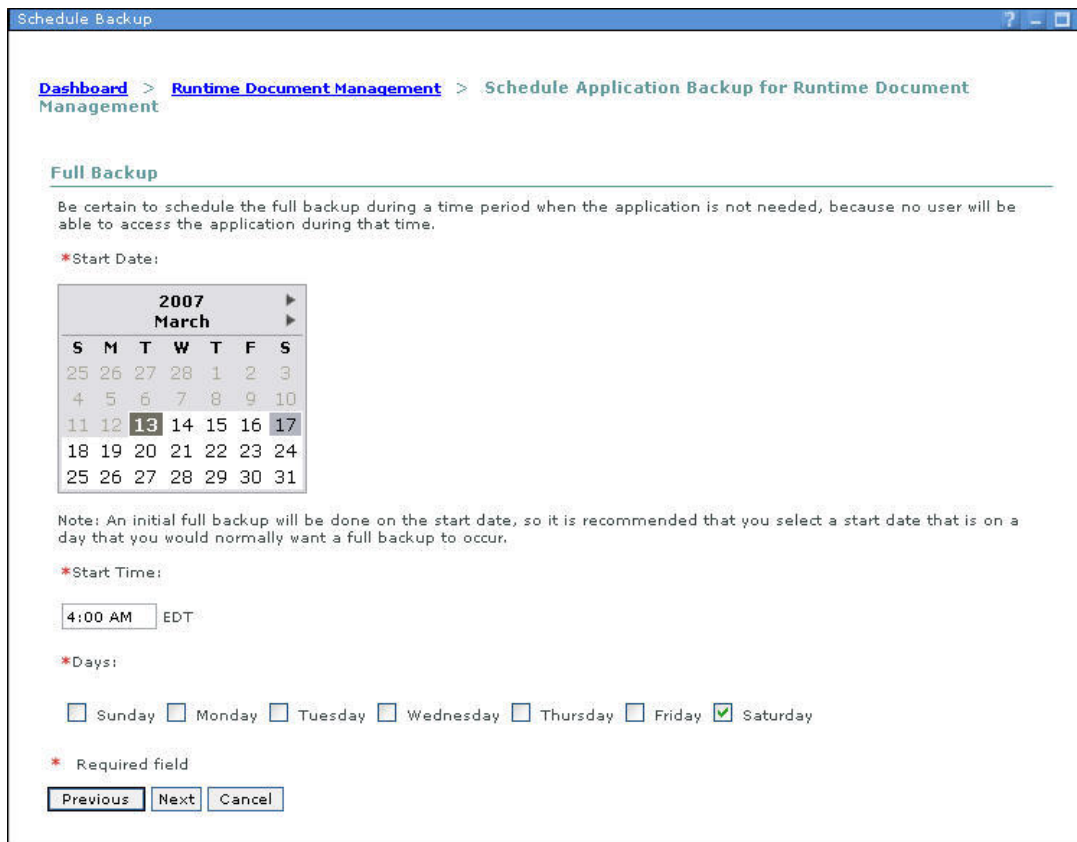 Schedule Backup
?
Dashboard > Runtime Document Management > Schedule Application Backup for Runtime Document
Management
Full Backup
Be certain to schedule the full backup during a time period when the application is not needed, because no user will be
able to access the application during that time.
*Start Date:
2007
March
S M T W T F S
25 26 27 28 1 2 3
4 5 6 7 8 9 10
11 12 13 14 15 16 17
18 19 20 21 22 23 24
25 26 27 28 29 30 31
Note: An initial full backup will be done on the start date, so it is recommended that you select a start date that is on a
day that you would normally want a full backup to occur.
*Start Time:
4:00 AM EDT
*Days:
Sunday Monday Tuesday Wednesday Thursday Friday Saturday
* Required field
Previous Next Cancel